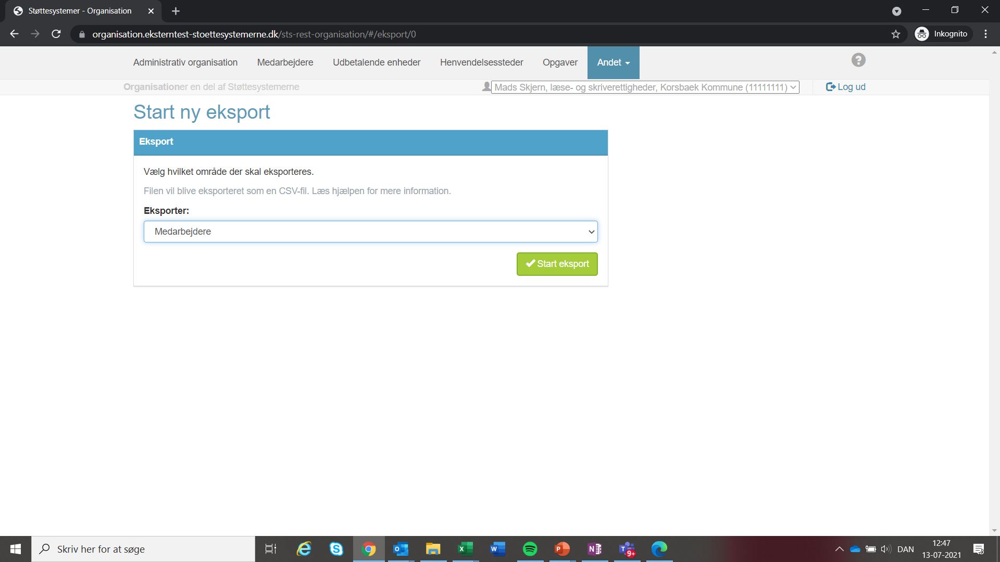 Støttesystemer - Organisation
organisation.eksterntest-stoettesystemerne.dk/sts-rest-organisation/#/eksport/0
Inkognito
Administrativ organisation Medarbejdere Udbetalende enheder Henvendelsessteder Opgaver Andet
?
Organisationer en del af Støttesystemerne
Mads Skjern, læse- og skriverettigheder, Korsbaek Kommune (11111111)
Log ud
Start ny eksport
Eksport
Vælg hvilket område der skal eksporteres.
Filen vil blive eksporteret som en CSV-fil. Læs hjælpen for mere information.
Eksporter:
Medarbejdere
Start eksport
Skriv her for at søge
9+
DAN
12:47
13-07-2021